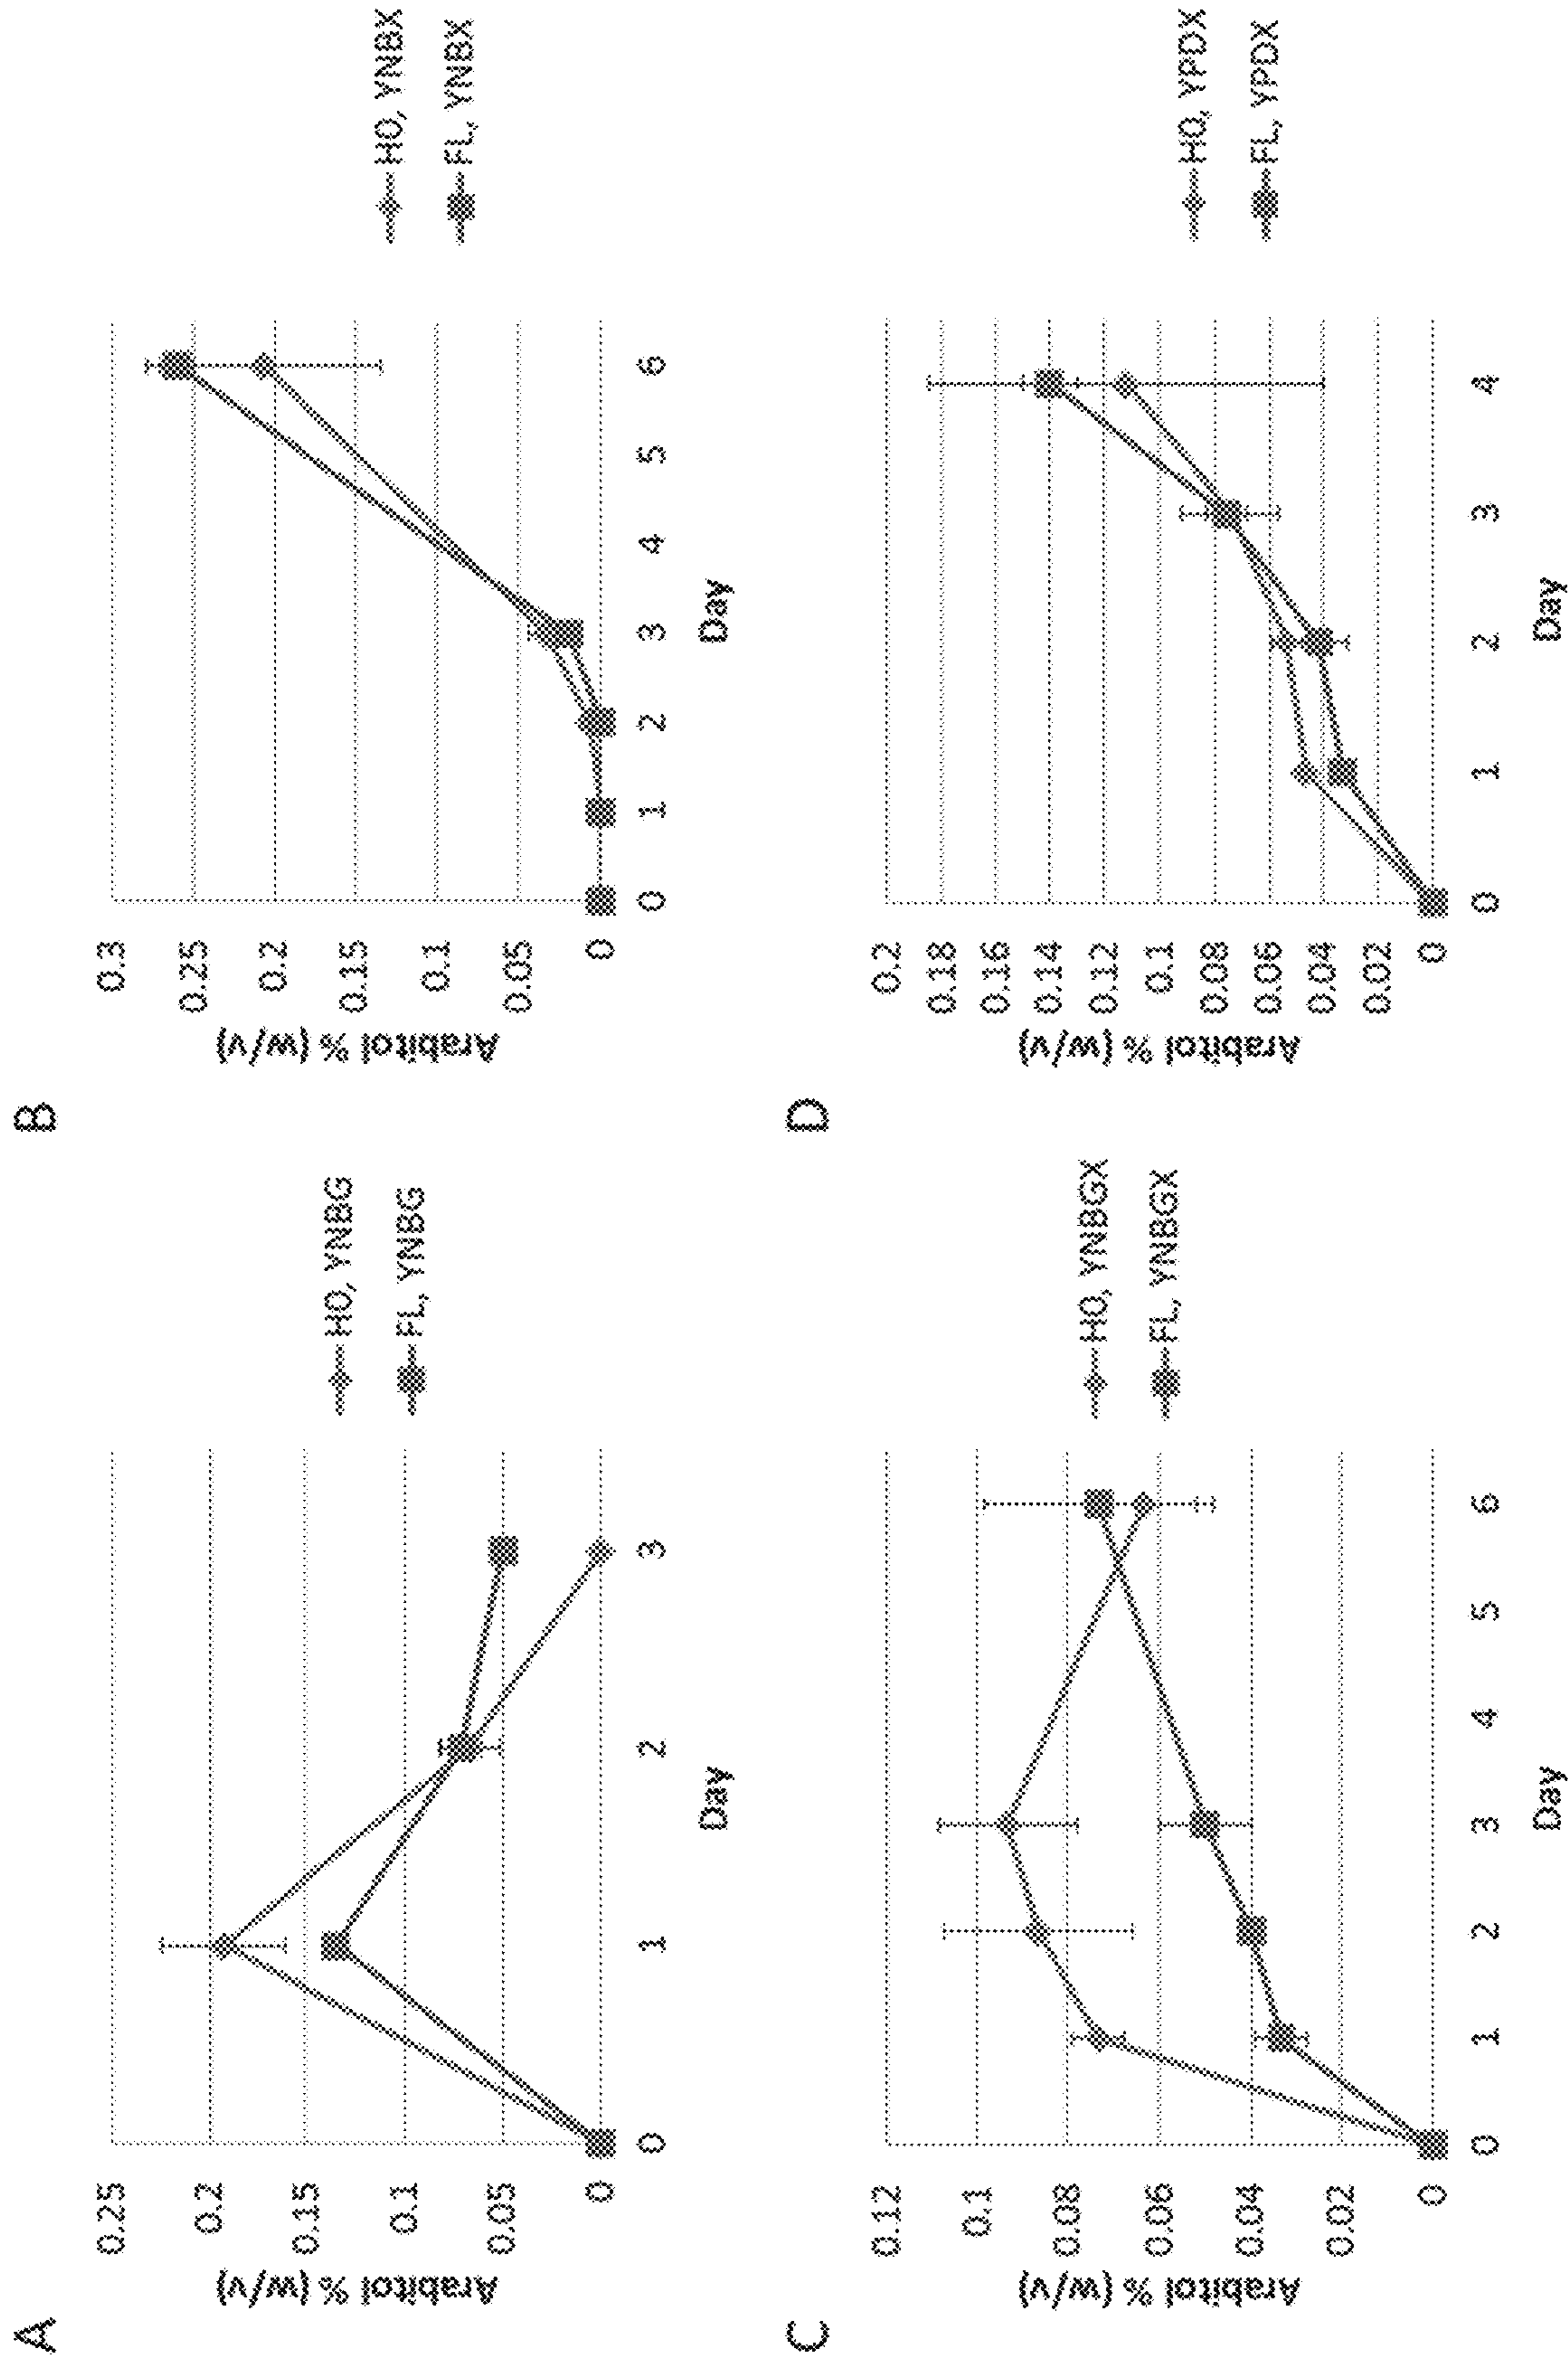 A
Arabitol % (w/v)
0.25
0.2
0.15
0.1
0.05
0
0 1 2 3
Day
HO, YNBG
FL, YNBG
B
Arabitol % (w/v)
0.3
0.25
0.2
0.15
0.1
0.05
0
0 1 2 3 4 5 6
Day
HO, YNBX
FL, YNBX
C
Arabitol % (w/v)
0.12
0.1
0.08
0.06
0.04
0.02
0
0 1 2 3 4 5 6
Day
HO, YNBGX
FL, YNBGX
D
Arabitol % (w/v)
0.2
0.18
0.16
0.14
0.12
0.1
0.08
0.06
0.04
0.02
0
0 1 2 3 4
Day
HO, YPDX
FL, YPDX